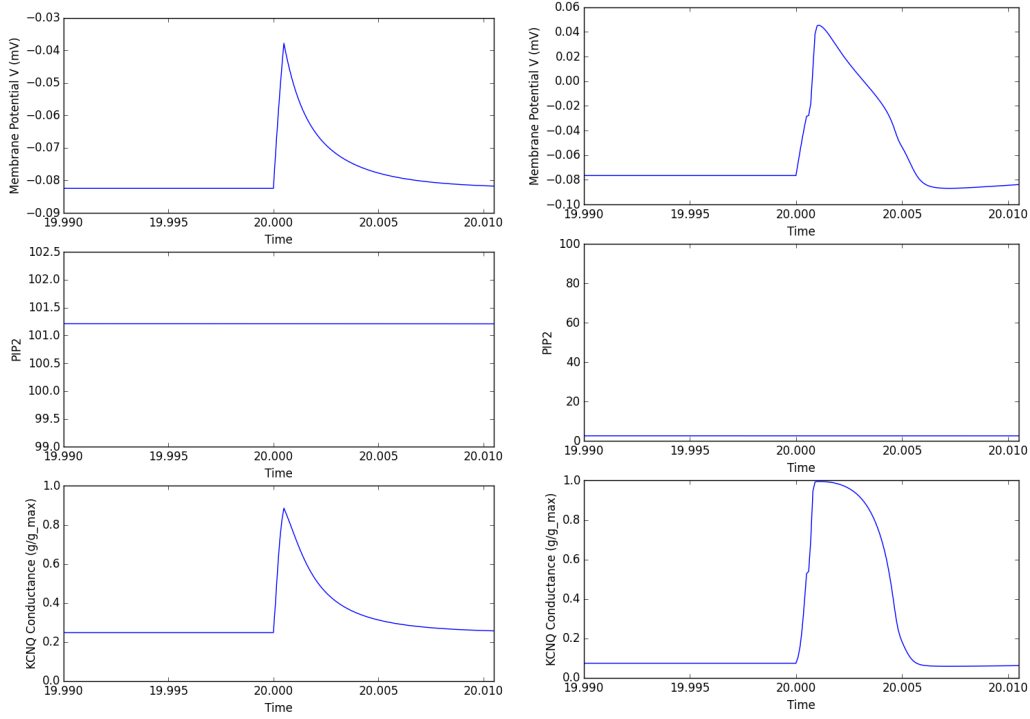 Membrane Potential V (mV)
−0.03
−0.04
−0.05
−0.06
−0.07
−0.08
−0.09
19.990 19.995 20.000 20.005 20.010
Time
PIP2
102.5
102.0
101.5
101.0
100.5
100.0
99.5
99.0
19.990 19.995 20.000 20.005 20.010
Time
KCNQ Conductance (g/g_max)
1.0
0.8
0.6
0.4
0.2
0.0
19.990 19.995 20.000 20.005 20.010
Time
Membrane Potential V (mV)
0.06
0.04
0.02
0.00
−0.02
−0.04
−0.06
−0.08
−0.10
19.990 19.995 20.000 20.005 20.010
Time
PIP2
100
80
60
40
20
0
19.990 19.995 20.000 20.005 20.010
Time
KCNQ Conductance (g/g_max)
1.0
0.8
0.6
0.4
0.2
0.0
19.990 19.995 20.000 20.005 20.010
Time